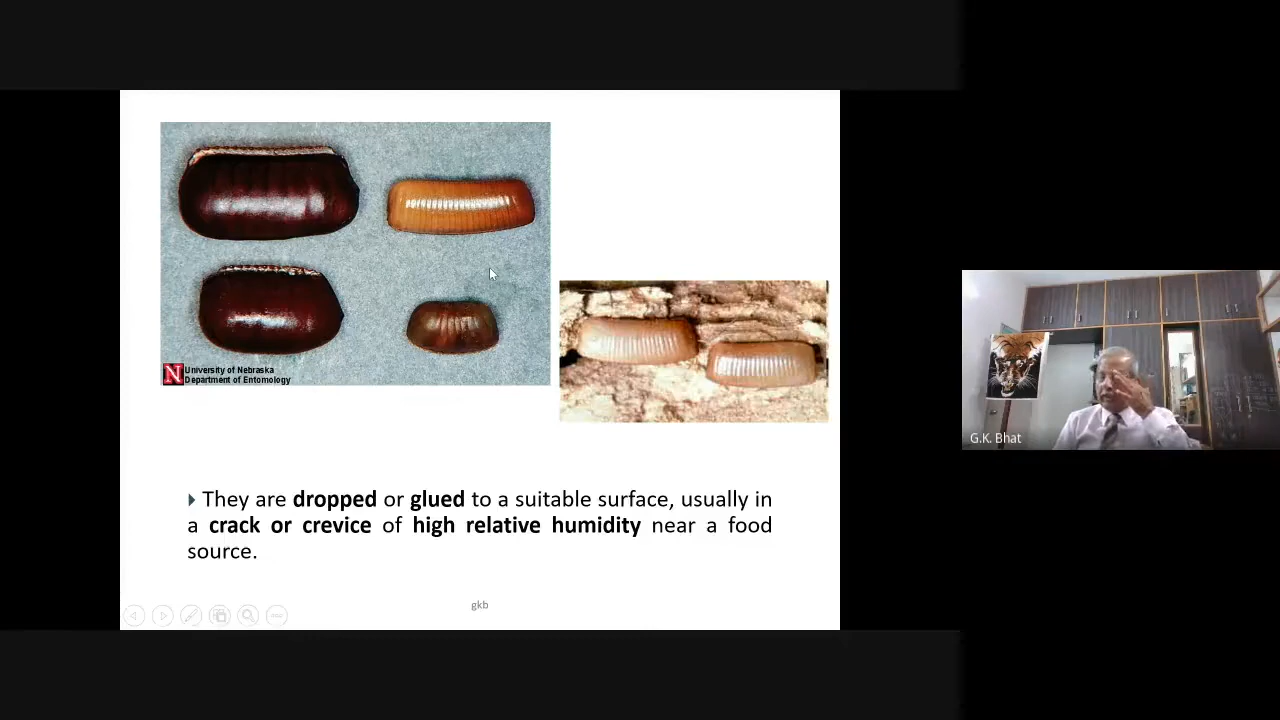 N University of Nebraska
Department of Entomology
They are dropped or glued to a suitable surface, usually in
a crack or crevice of high relative humidity near a food
source.
gkb
G.K. Bhat